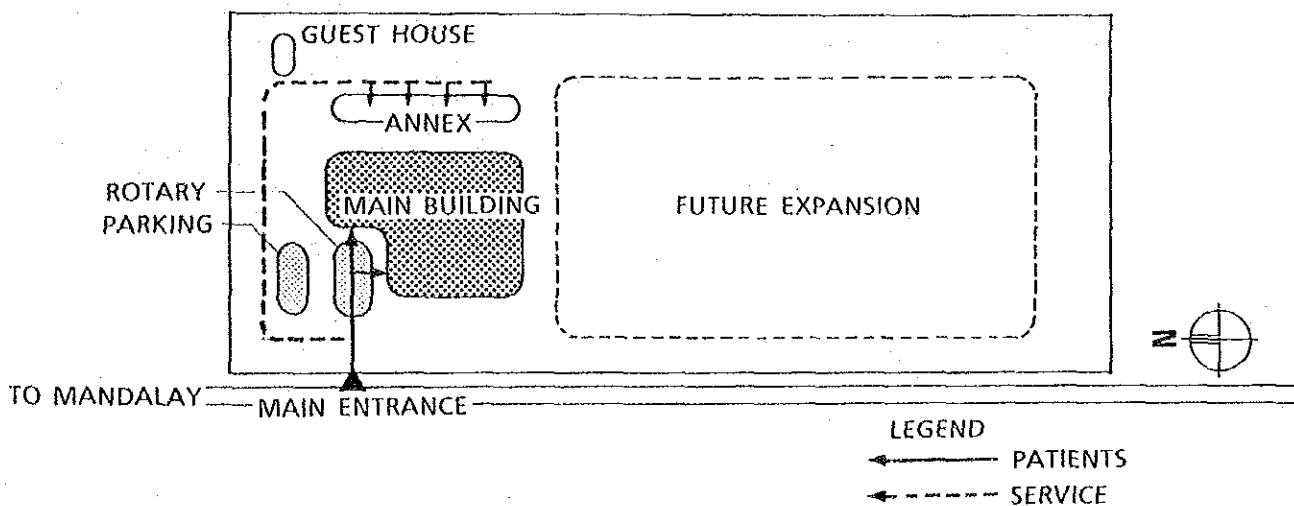 GUEST HOUSE
ANNEX
ROTARY
PARKING
MAIN BUILDING
FUTURE EXPANSION
N
TO MANDALAY
MAIN ENTRANCE
LEGEND
PATIENTS
SERVICE